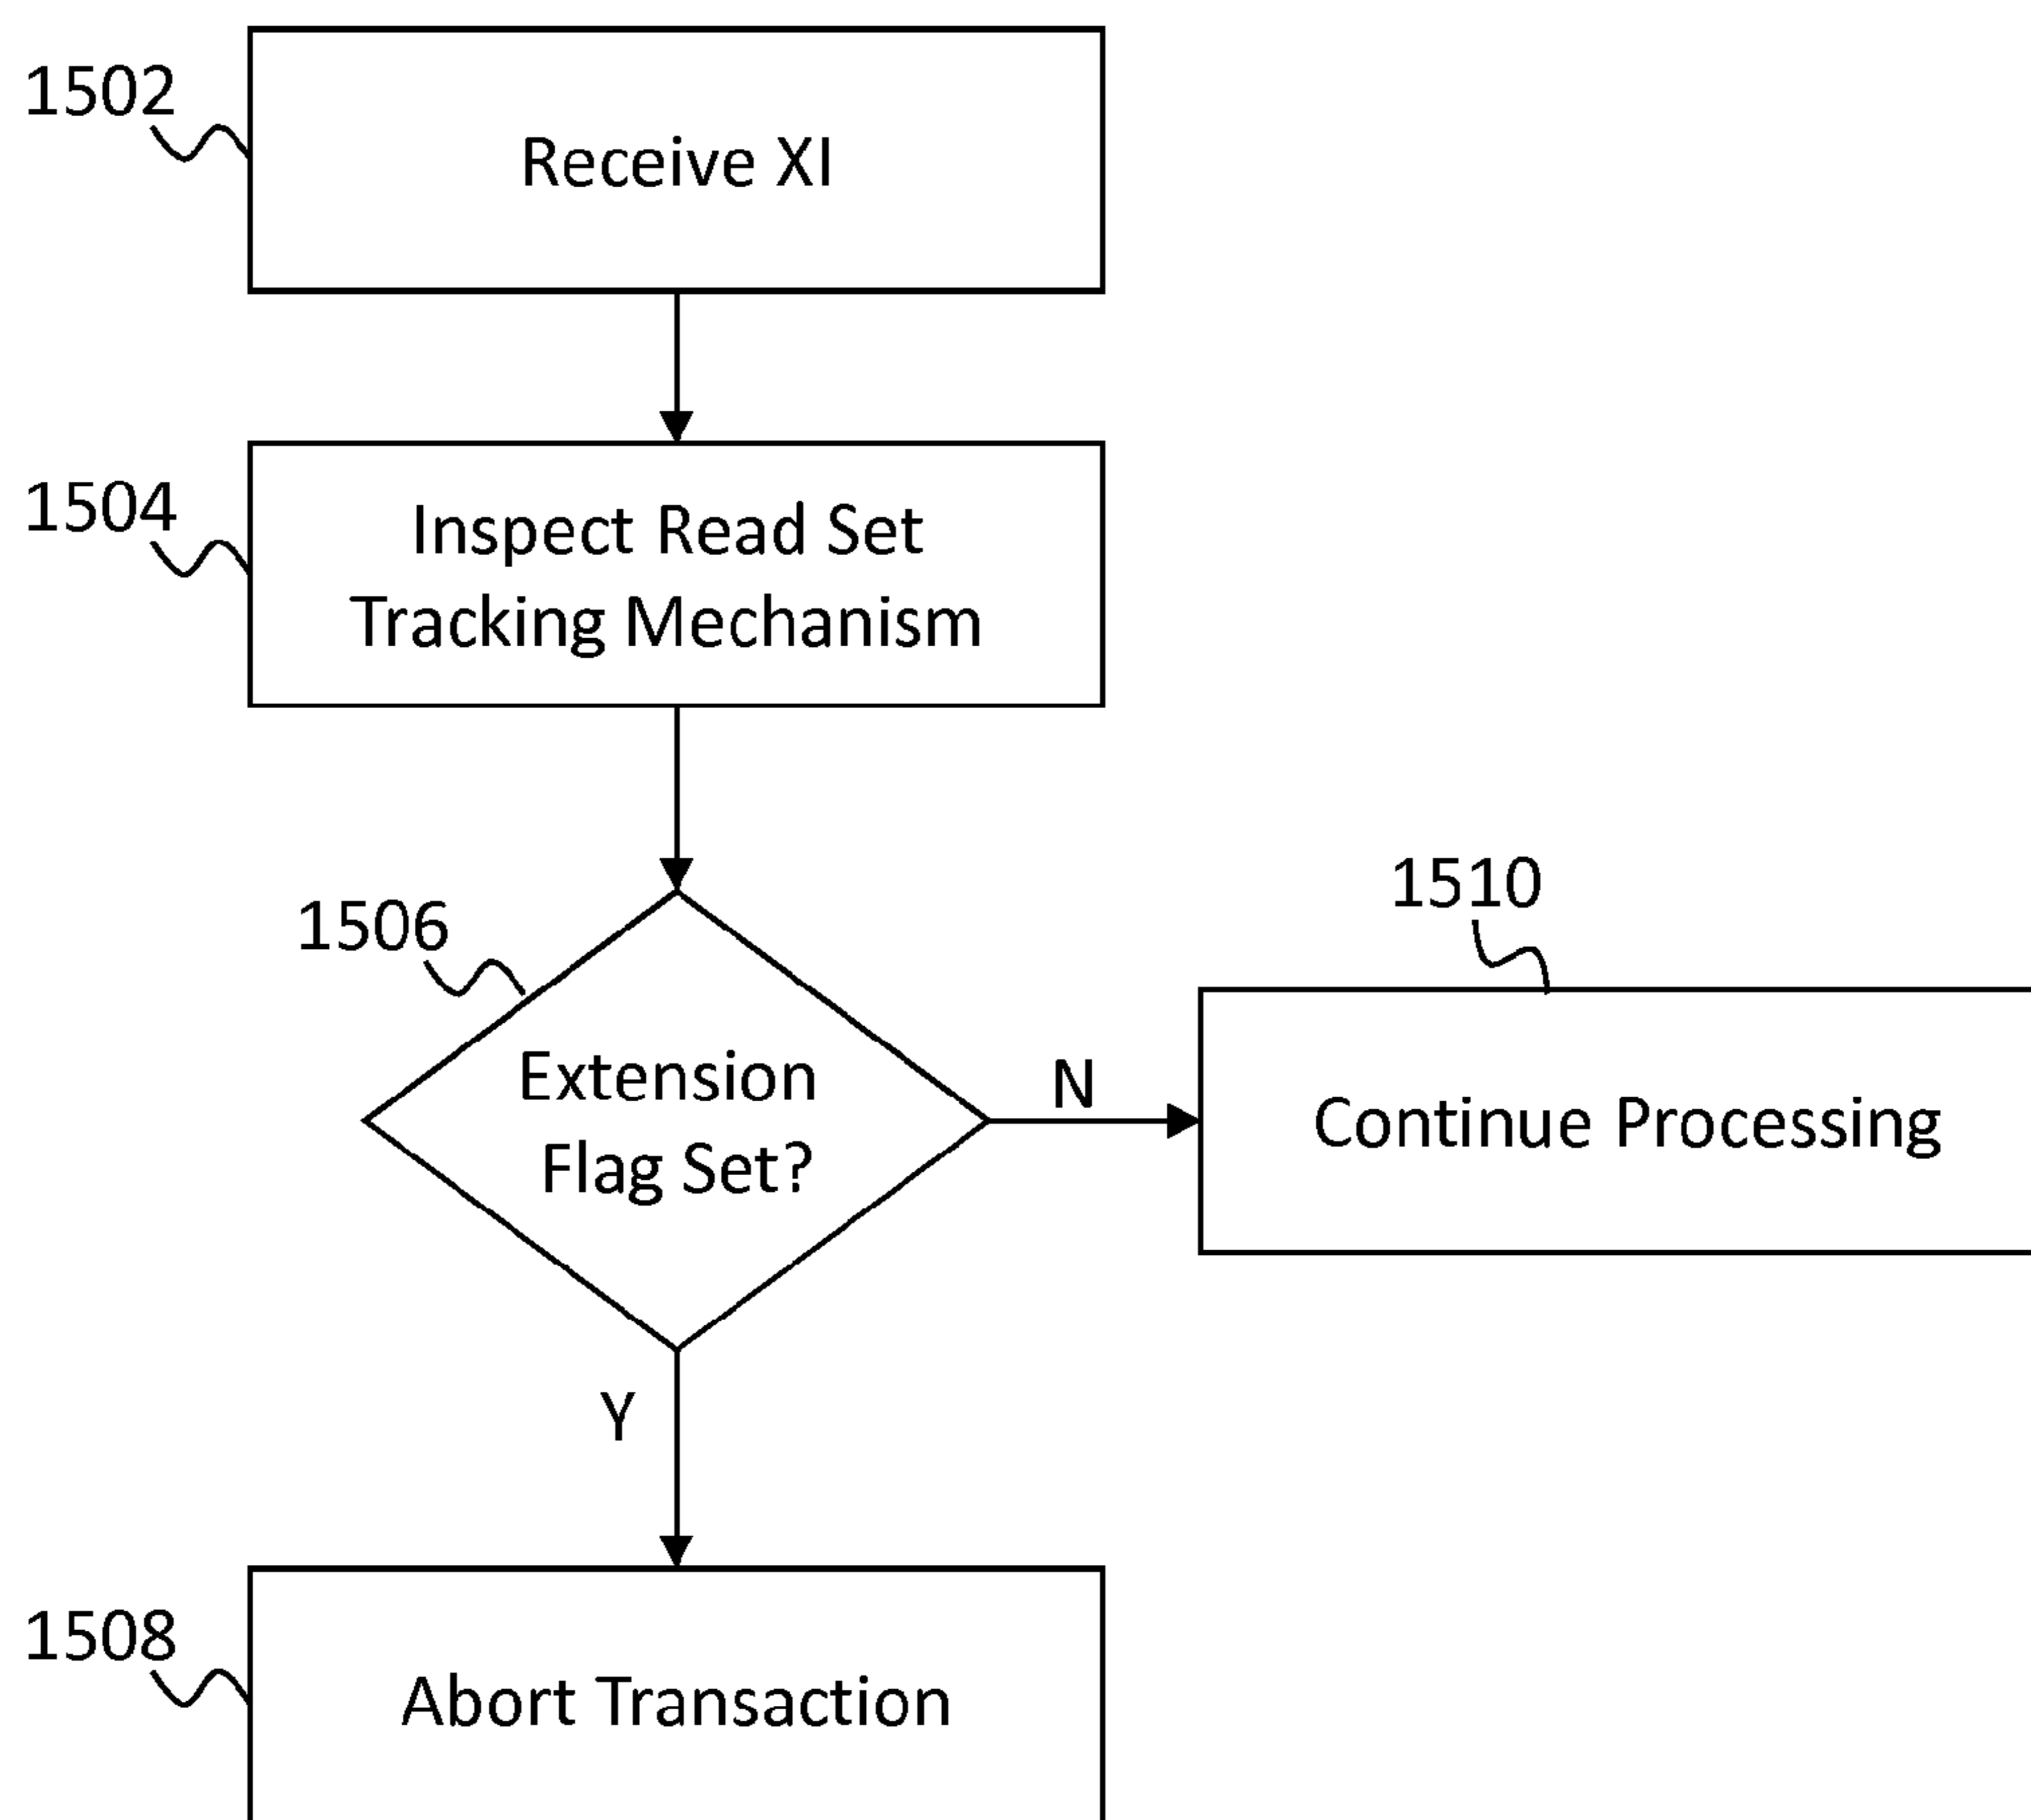 1502
Receive XI
1504
Inspect Read Set
Tracking Mechanism
1506
Extension
Flag Set?
N
1510
Continue Processing
Y
1508
Abort Transaction